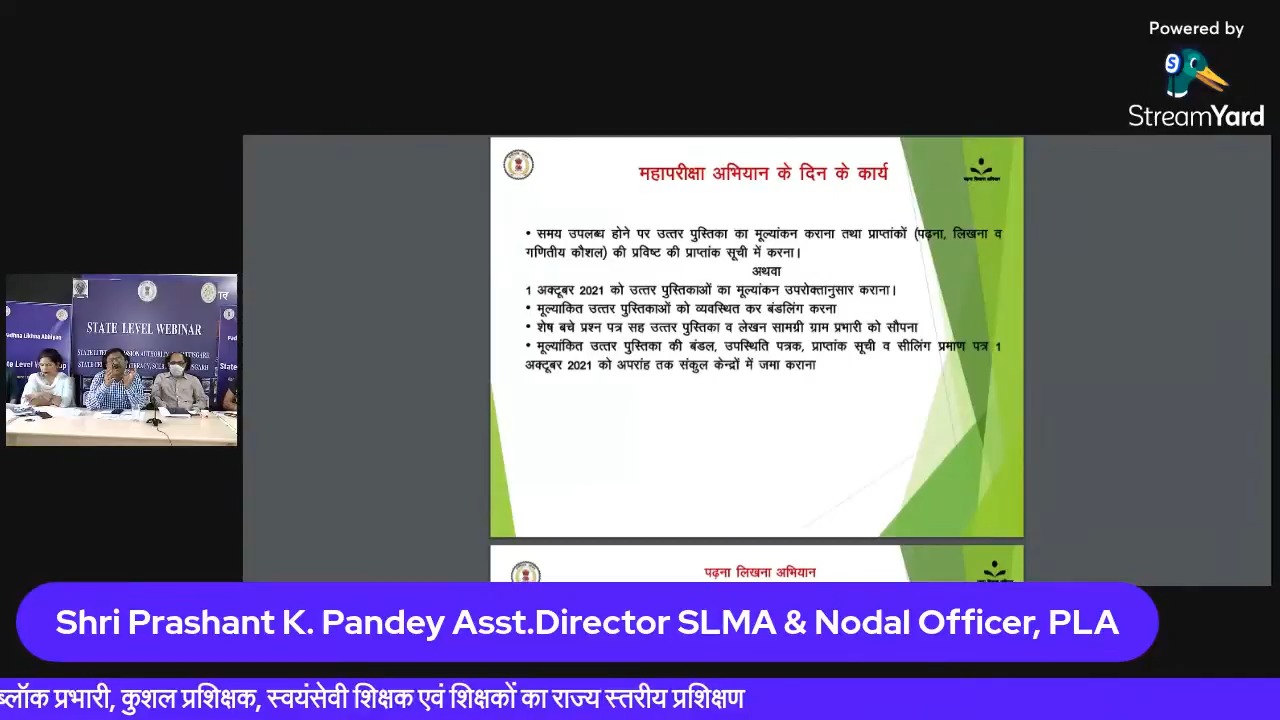 Powered by
StreamYard
महापरीक्षा अभियान के दिन के कार्य
• समय उपलब्ध होने पर उत्तर पुस्तिका का मूल्यांकन कराना तथा प्राप्तांकों (पढ़ना, लिखना व
गणितीय कौशल) की प्रविष्ट की प्राप्तांक सूची में करना।
अथवा
1 अक्टूबर 2021 को उत्तर पुस्तिकाओं का मूल्यांकन उपरोक्तानुसार कराना।
• मूल्याकित उत्तर पुस्तिकाओं को व्यवस्थित कर बंडलिंग करना
• शेष बचे प्रश्न पत्र सह उत्तर पुस्तिका व लेखन सामग्री ग्राम प्रभारी को सौपना
• मूल्यांकित उत्तर पुस्तिका की बंडल, उपस्थिति पत्रक, प्राप्तांक सूची व सीलिंग प्रमाण पत्र 1
अक्टूबर 2021 को अपरांह तक संकुल केन्द्रों में जमा कराना
पढ़ना लिखना अभियान
STATE LEVEL WEBINAR
Padhna Likhna Abhiyan
Shri Prashant K. Pandey Asst.Director SLMA & Nodal Officer, PLA
ब्लॉक प्रभारी, कुशल प्रशिक्षक, स्वयंसेवी शिक्षक एवं शिक्षकों का राज्य स्तरीय प्रशिक्षण